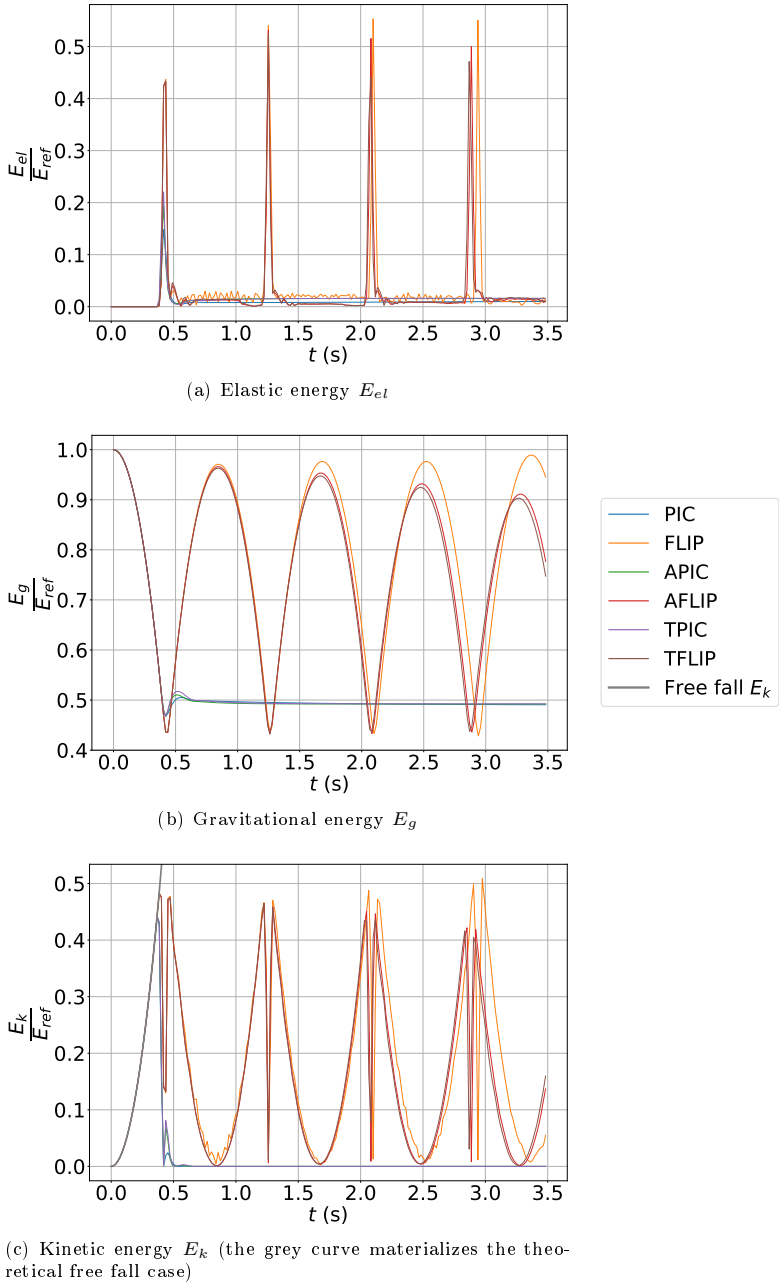 0.5
0.4
0.3
0.2
0.1
0.0
E_el
E_ref
0.0 0.5 1.0 1.5 2.0 2.5 3.0 3.5
t (s)
(a) Elastic energy E_el
1.0
0.9
0.8
0.7
0.6
0.5
0.4
E_g
E_ref
0.0 0.5 1.0 1.5 2.0 2.5 3.0 3.5
t (s)
(b) Gravitational energy E_g
PIC
FLIP
APIC
AFLIP
TPIC
TFLIP
Free fall E_k
0.5
0.4
0.3
0.2
0.1
0.0
E_k
E_ref
0.0 0.5 1.0 1.5 2.0 2.5 3.0 3.5
t (s)
(c) Kinetic energy E_k (the grey curve materializes the theo-
retical free fall case)